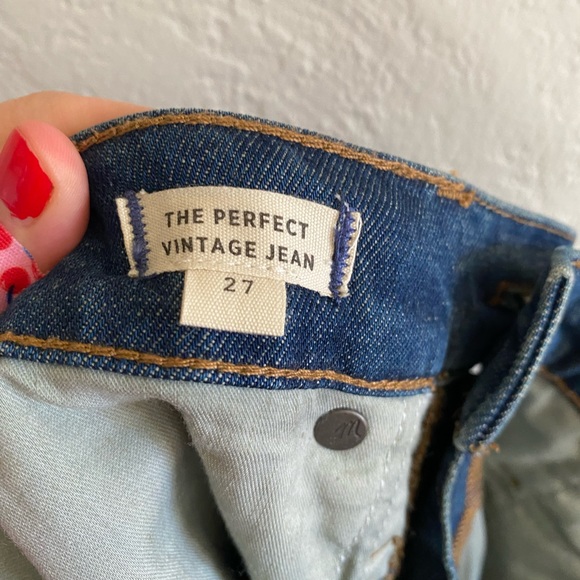 THE PERFECT
VINTAGE JEAN
27